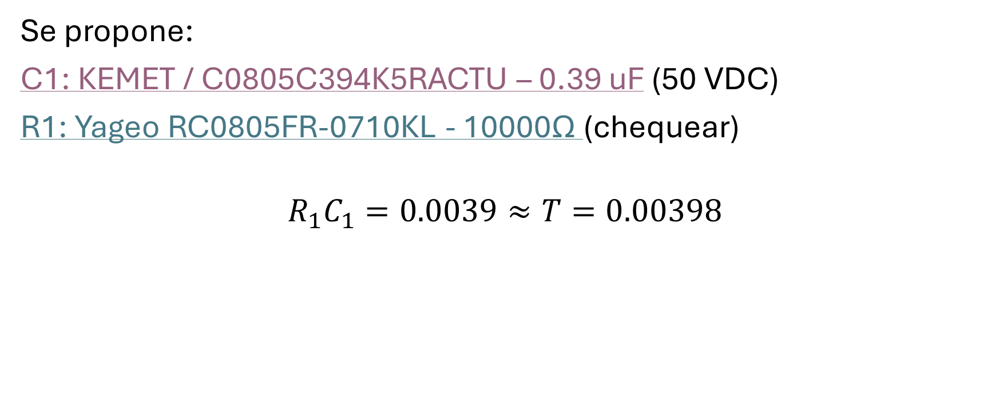 Se propone:
C1: KEMET / C0805C394K5RACTU – 0.39 uF (50 VDC)
R1: Yageo RC0805FR-0710KL - 10000Ω (chequear)
R₁C₁ = 0.0039 ≈ T = 0.00398